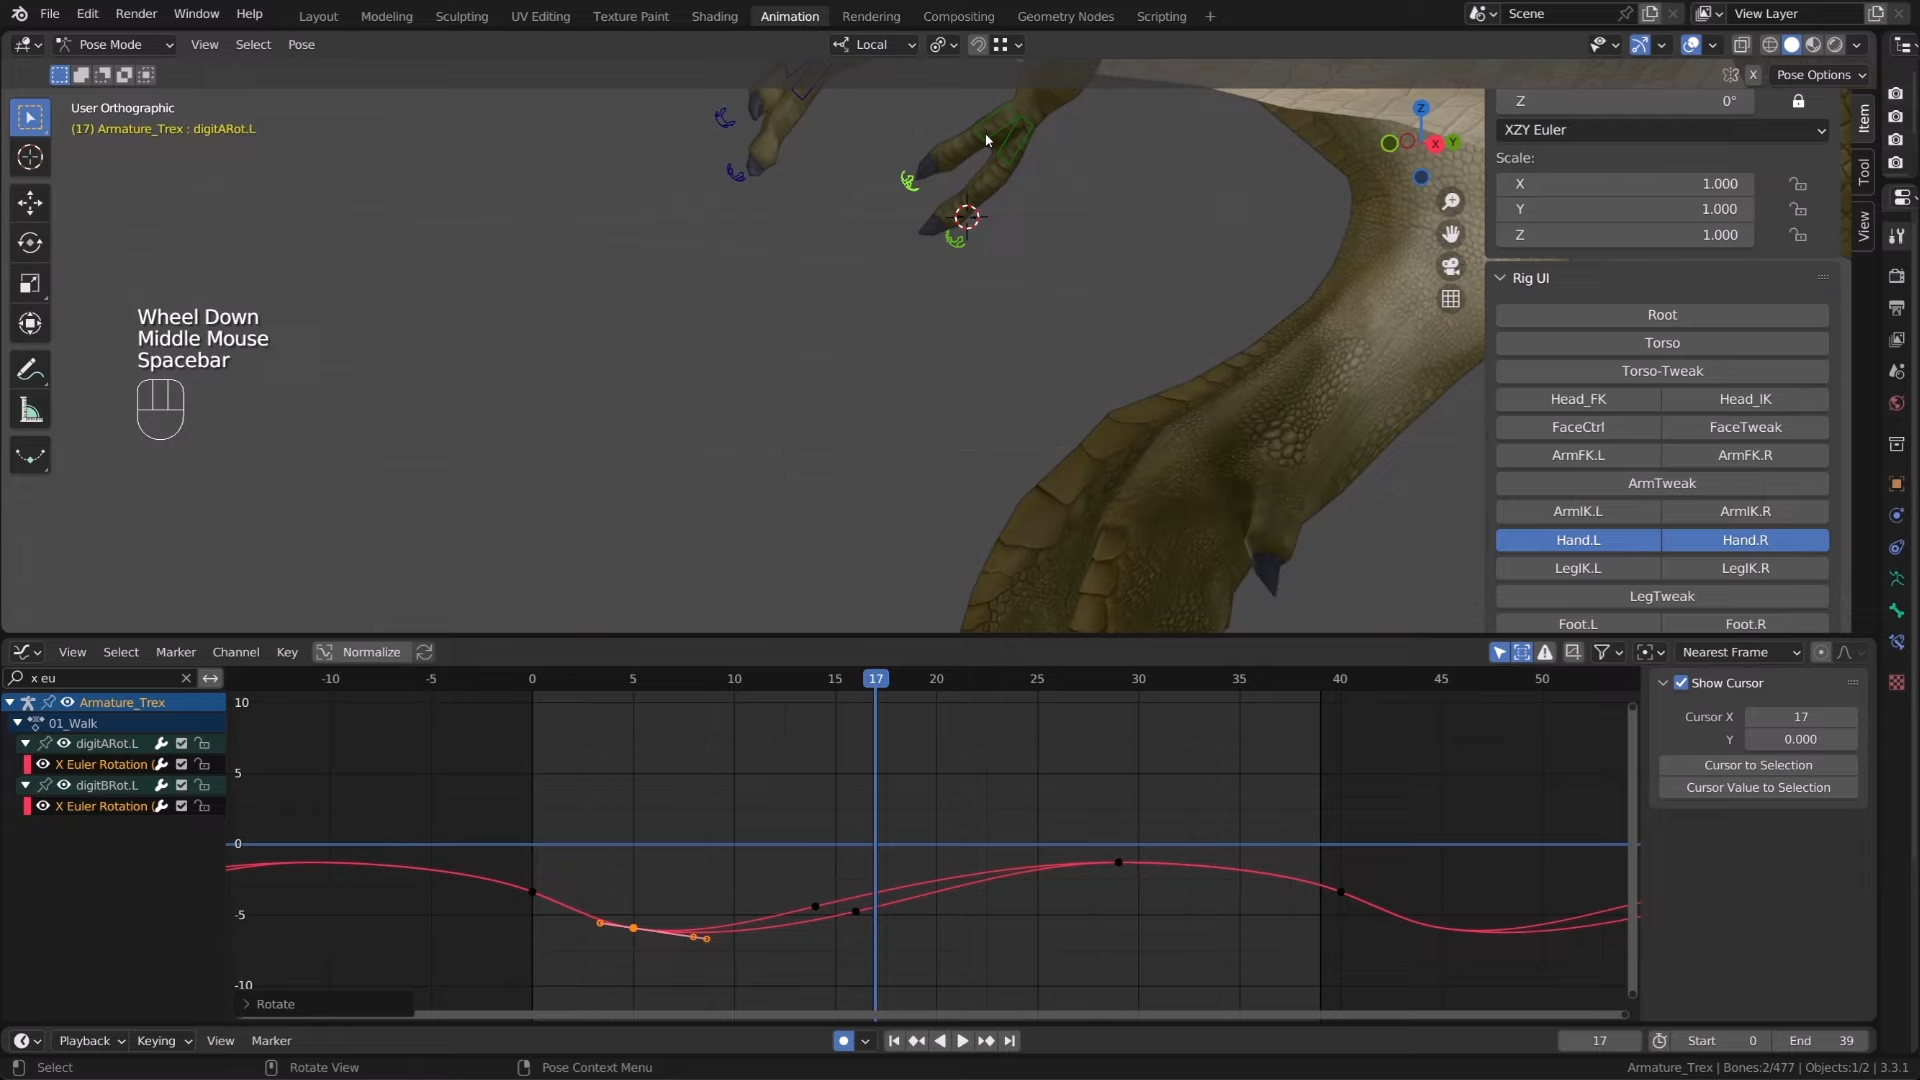 File Edit Render Window Help Layout Modeling Sculpting UV Editing Texture Paint Shading Animation Rendering Compositing Geometry Nodes Scripting + Scene View Layer
Pose Mode View Select Pose Local
X Pose Options
User Orthographic
(17) Armature_Trex : digitARot.L
Z 0°
XZY Euler
Scale:
X 1.000
Y 1.000
Z 1.000
Item
Tool
View
Z
X
Y
Rig UI
Root
Torso
Torso-Tweak
Head_FK Head_IK
FaceCtrl FaceTweak
ArmFK.L ArmFK.R
ArmTweak
ArmIK.L ArmIK.R
Hand.L Hand.R
LegIK.L LegIK.R
LegTweak
Foot.L Foot.R
Wheel Down
Middle Mouse
Spacebar
View Select Marker Channel Key Normalize Nearest Frame
x eu
-10 -5 0 5 10 15 17 20 25 30 35 40 45 50
Armature_Trex
01_Walk
digitARot.L
X Euler Rotation (
digitBRot.L
X Euler Rotation (
10
5
0
-5
-10
Rotate
Show Cursor
Cursor X 17
Y 0.000
Cursor to Selection
Cursor Value to Selection
Playback Keying View Marker 17 Start 0 End 39
Select Rotate View Pose Context Menu Armature_Trex | Bones:2/477 | Objects:1/2 | 3.3.1